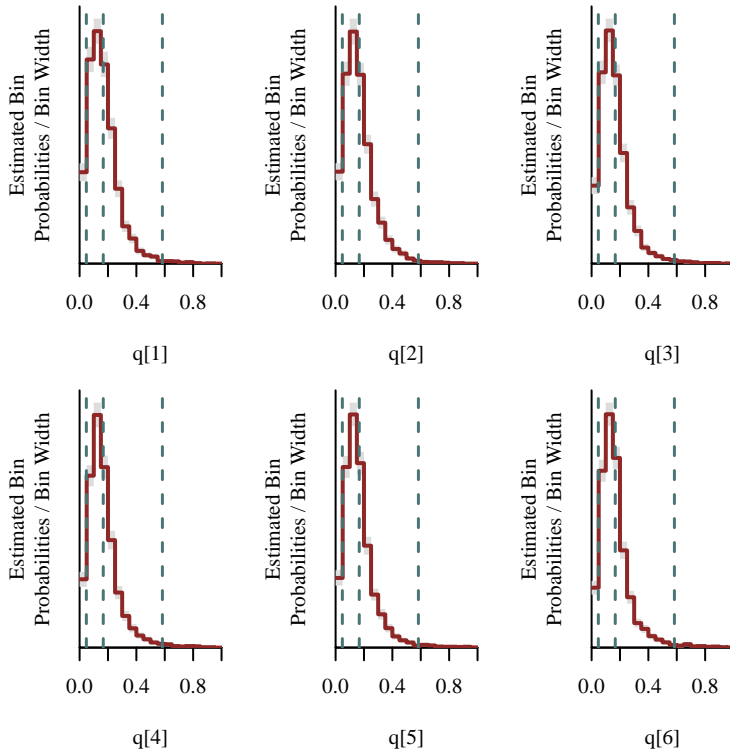 Estimated Bin
Probabilities / Bin Width
0.0 0.4 0.8
q[1]
Estimated Bin
Probabilities / Bin Width
0.0 0.4 0.8
q[2]
Estimated Bin
Probabilities / Bin Width
0.0 0.4 0.8
q[3]
Estimated Bin
Probabilities / Bin Width
0.0 0.4 0.8
q[4]
Estimated Bin
Probabilities / Bin Width
0.0 0.4 0.8
q[5]
Estimated Bin
Probabilities / Bin Width
0.0 0.4 0.8
q[6]